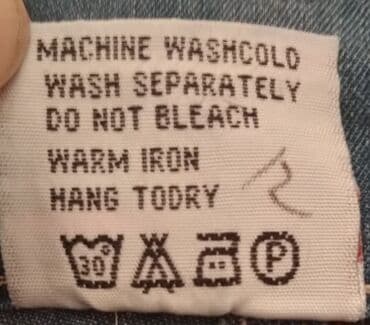 MACHINE WASHCOLD
WASH SEPARATELY
DO NOT BLEACH
WARM IRON
HANG TODRY
30° P